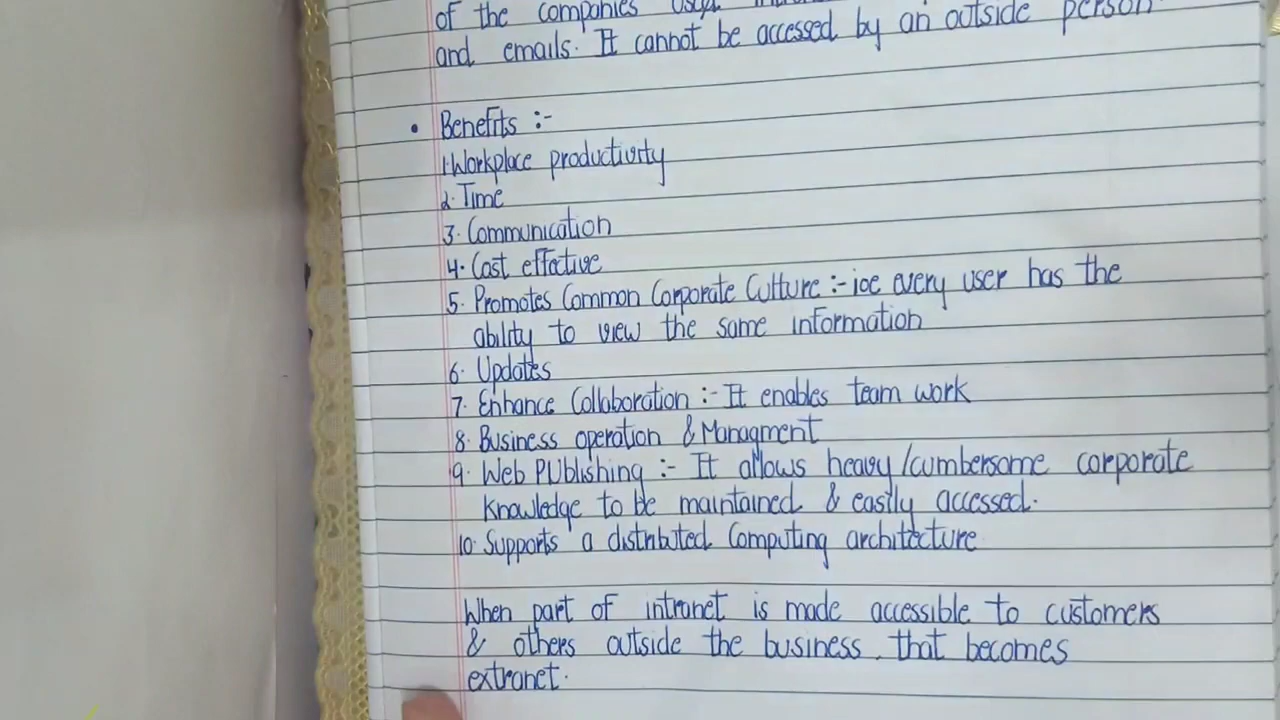 of the companies
and emails. It cannot be accessed by an outside person
• Benefits :-
1. Workplace productivity
2. Time
3. Communication
4. Cost effective
5. Promotes Common Corporate Culture :- ioe every user has the
ability to view the same information
6. Updates
7. Enhance Collaboration :- It enables team work
8. Business operation & Managment
9. Web PUblishing :- It allows heavy/cumbersome corporate
knowledge to be maintained & easily accessed.
10. Supports a distributed Computing architecture
When part of intranet is made accessible to customers
& others outside the business. that becomes
extranet.